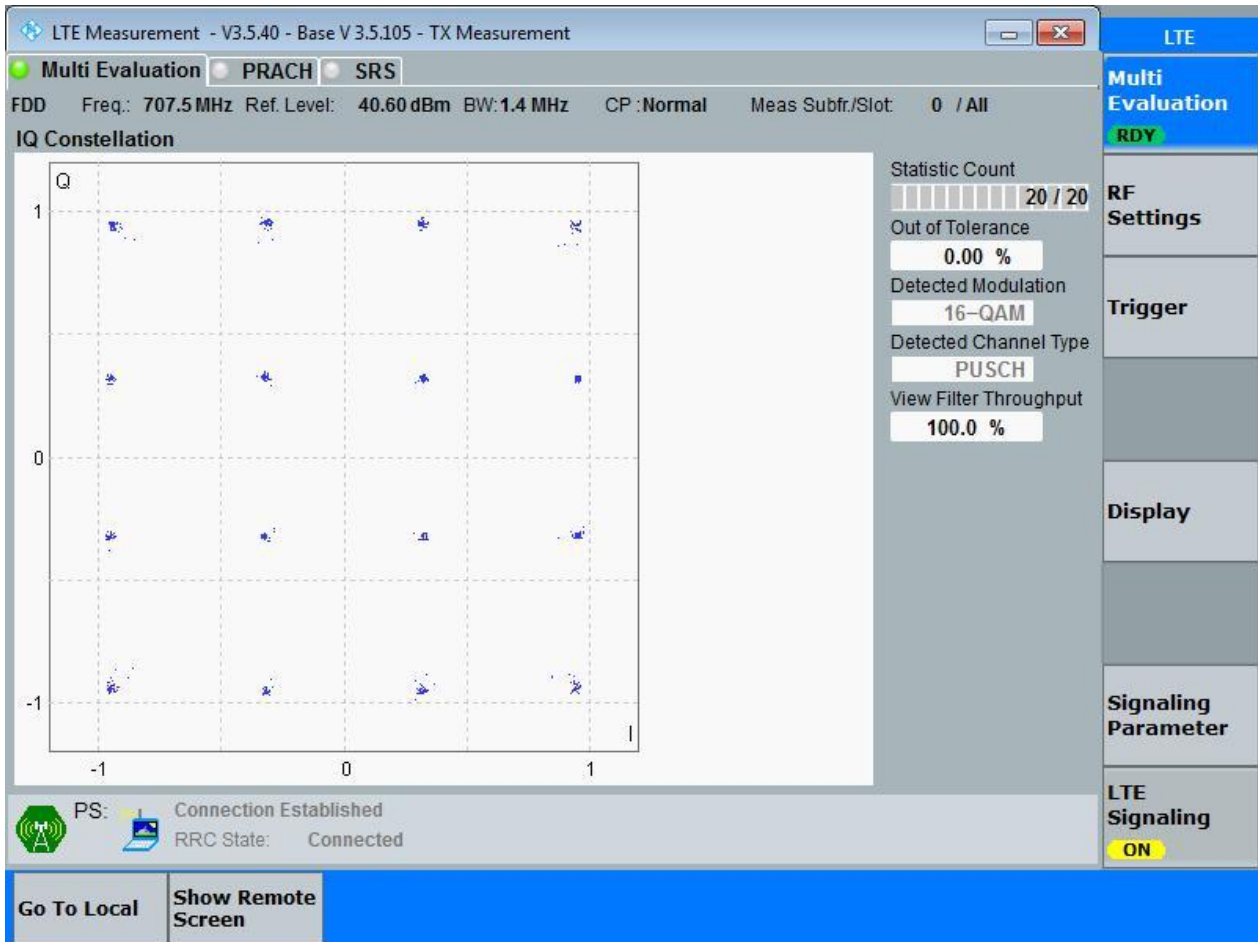 LTE Measurement - V3.5.40 - Base V 3.5.105 - TX Measurement
LTE
Multi Evaluation PRACH SRS
Multi
Evaluation
RDY
FDD Freq.: 707.5 MHz Ref. Level: 40.60 dBm BW: 1.4 MHz CP : Normal Meas Subfr./Slot: 0 / All
IQ Constellation
Q
1
0
-1
I
-1 0 1
Statistic Count
20 / 20
Out of Tolerance
0.00 %
Detected Modulation
16-QAM
Detected Channel Type
PUSCH
View Filter Throughput
100.0 %
RF
Settings
Trigger
Display
Signaling
Parameter
LTE
Signaling
ON
PS: Connection Established
RRC State: Connected
Go To Local
Show Remote
Screen